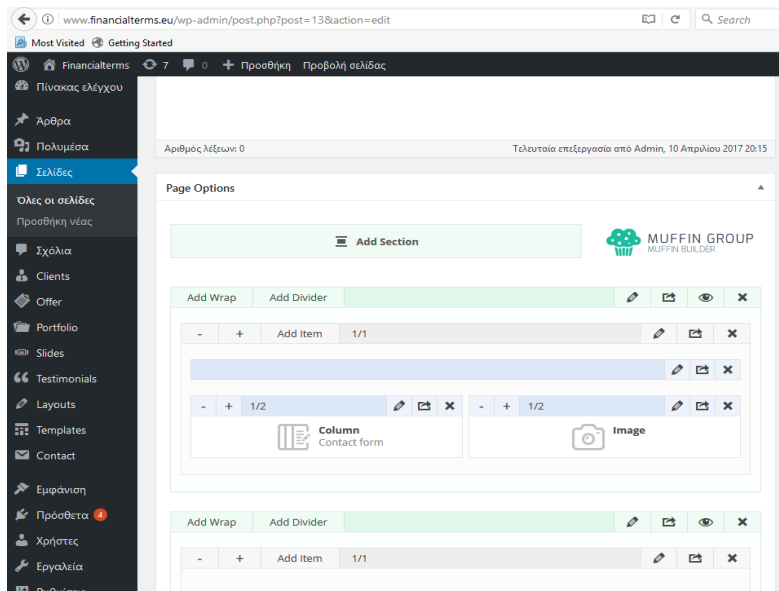 www.financialterms.eu/wp-admin/post.php?post=13&action=edit
Search
Most Visited Getting Started
Financialterms 7 0 Προσθήκη Προβολή σελίδας
Πίνακας ελέγχου
Άρθρα
Πολυμέσα
Σελίδες
Όλες οι σελίδες
Προσθήκη νέας
Σχόλια
Clients
Offer
Portfolio
Slides
Testimonials
Layouts
Templates
Contact
Εμφάνιση
Πρόσθετα 4
Χρήστες
Εργαλεία
Ρυθμίσεις
Αριθμός λέξεων: 0 Τελευταία επεξεργασία από Admin, 10 Απριλίου 2017 20:15
Page Options
Add Section
MUFFIN GROUP
MUFFIN BUILDER
Add Wrap Add Divider
- + Add Item 1/1
- + 1/2 - + 1/2
Column Image
Contact form
Add Wrap Add Divider
- + Add Item 1/1